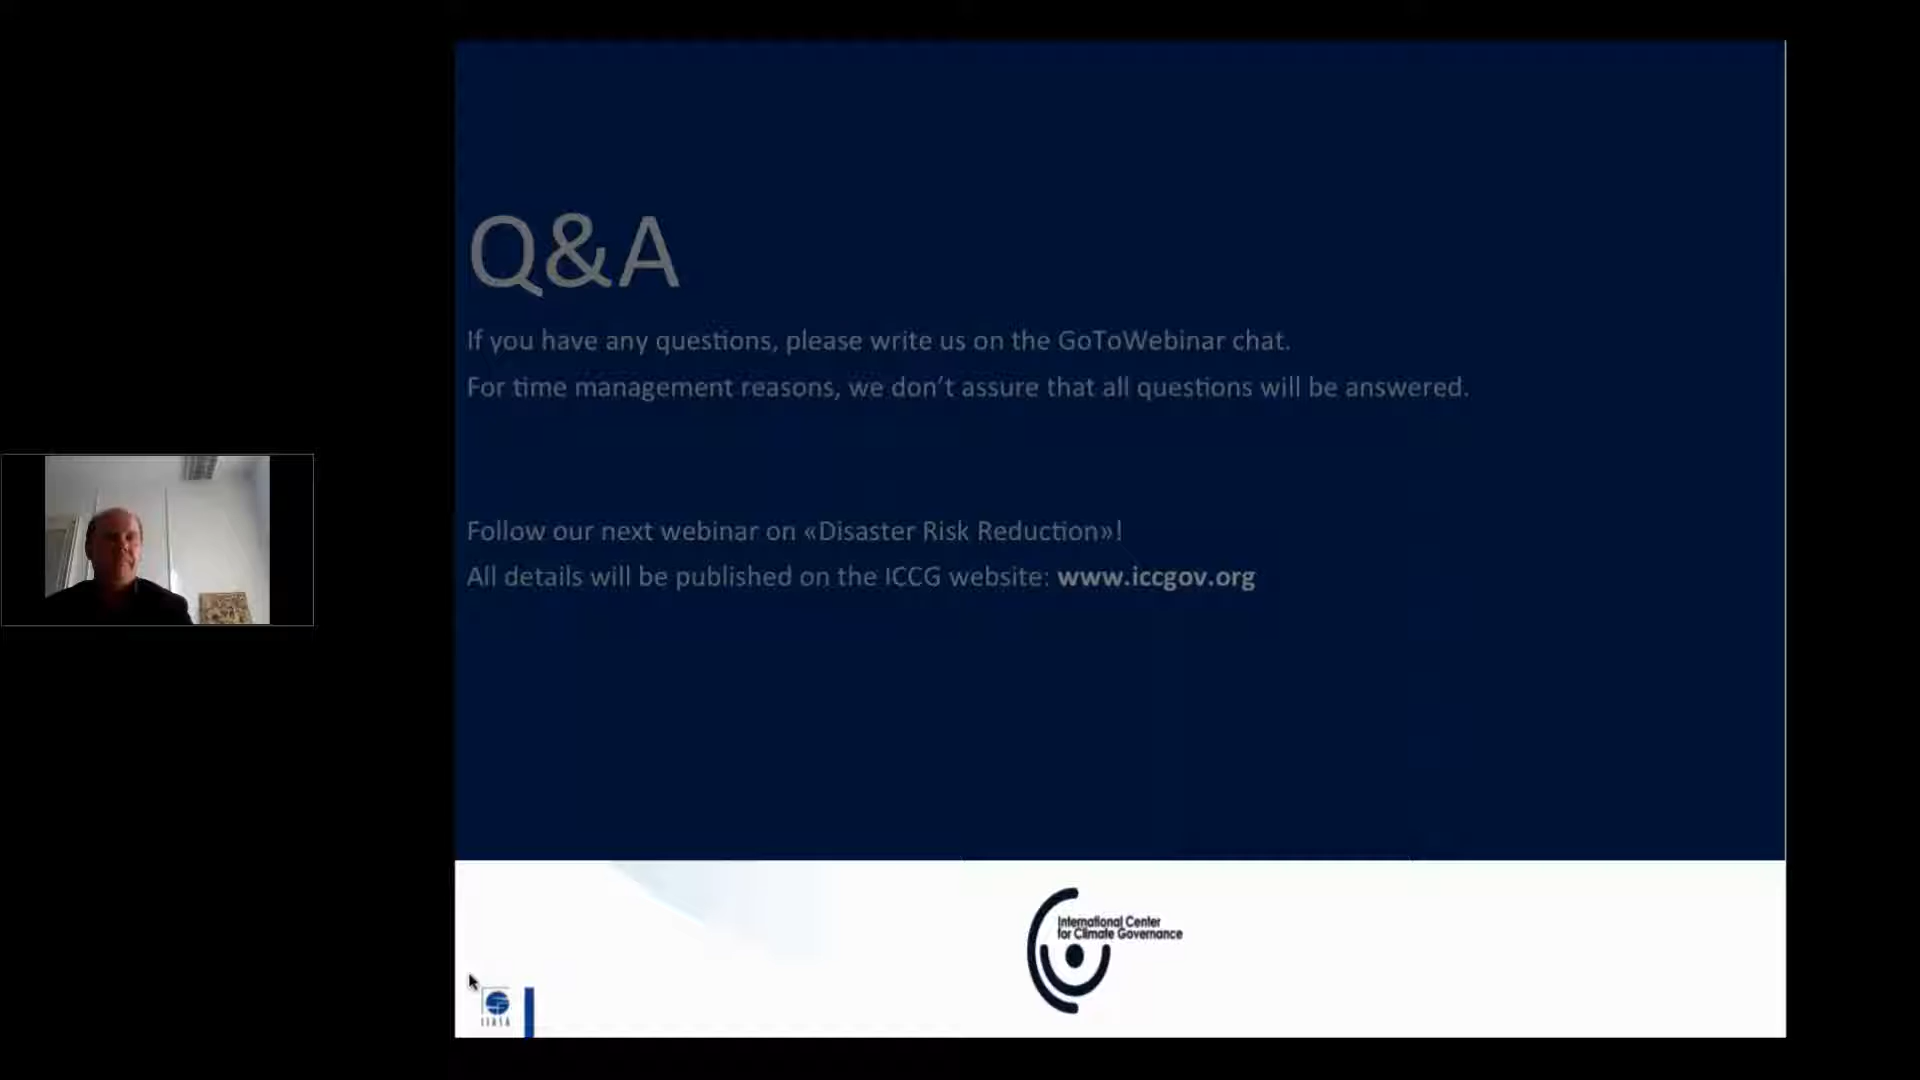 Q&A
If you have any questions, please write us on the GoToWebinar chat.
For time management reasons, we don't assure that all questions will be answered.
Follow our next webinar on «Disaster Risk Reduction»!
All details will be published on the ICCG website: www.iccgov.org
International Center
for Climate Governance
IIASA